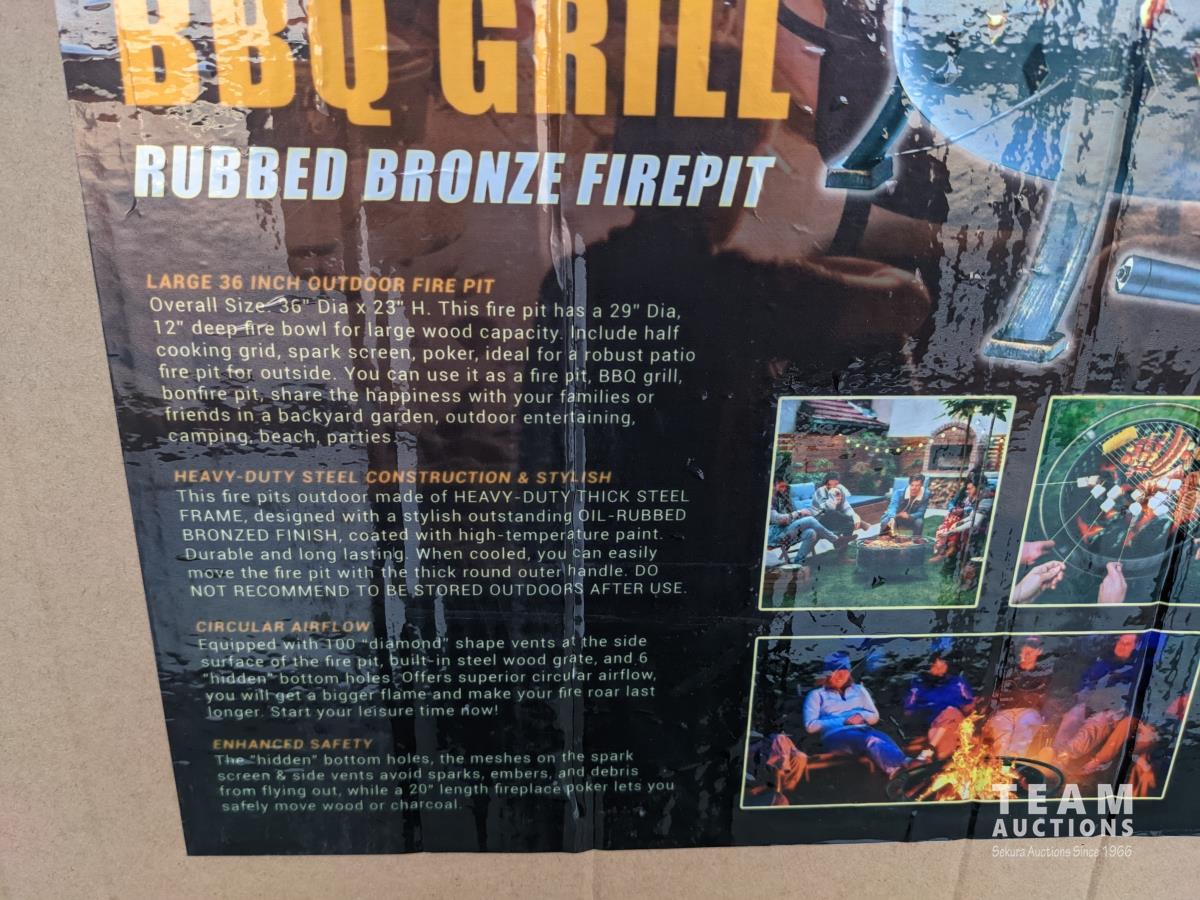 BBQ GRILL
RUBBED BRONZE FIREPIT
LARGE 36 INCH OUTDOOR FIRE PIT
Overall Size: 36" Dia x 23" H. This fire pit has a 29" Dia,
12" deep fire bowl for large wood capacity. Include half
cooking grid, spark screen, poker, ideal for a robust patio
fire pit for outside. You can use it as a fire pit, BBQ grill,
bonfire pit, share the happiness with your families or
friends in a backyard garden, outdoor entertaining,
camping, beach, parties.
HEAVY-DUTY STEEL CONSTRUCTION & STYLISH
This fire pits outdoor made of HEAVY-DUTY THICK STEEL
FRAME, designed with a stylish outstanding OIL-RUBBED
BRONZED FINISH, coated with high-temperature paint.
Durable and long lasting. When cooled, you can easily
move the fire pit with the thick round outer handle. DO
NOT RECOMMEND TO BE STORED OUTDOORS AFTER USE.
CIRCULAR AIRFLOW
Equipped with 100 "diamond" shape vents at the side
surface of the fire pit, built-in steel wood grate, and 6
"hidden" bottom holes. Offers superior circular airflow,
you will get a bigger flame and make your fire roar last
longer. Start your leisure time now!
ENHANCED SAFETY
The "hidden" bottom holes, the meshes on the spark
screen & side vents avoid sparks, embers, and debris
from flying out, while a 20" length fireplace poker lets you
safely move wood or charcoal.
TEAM
AUCTIONS
Sekura Auctions Since 1966